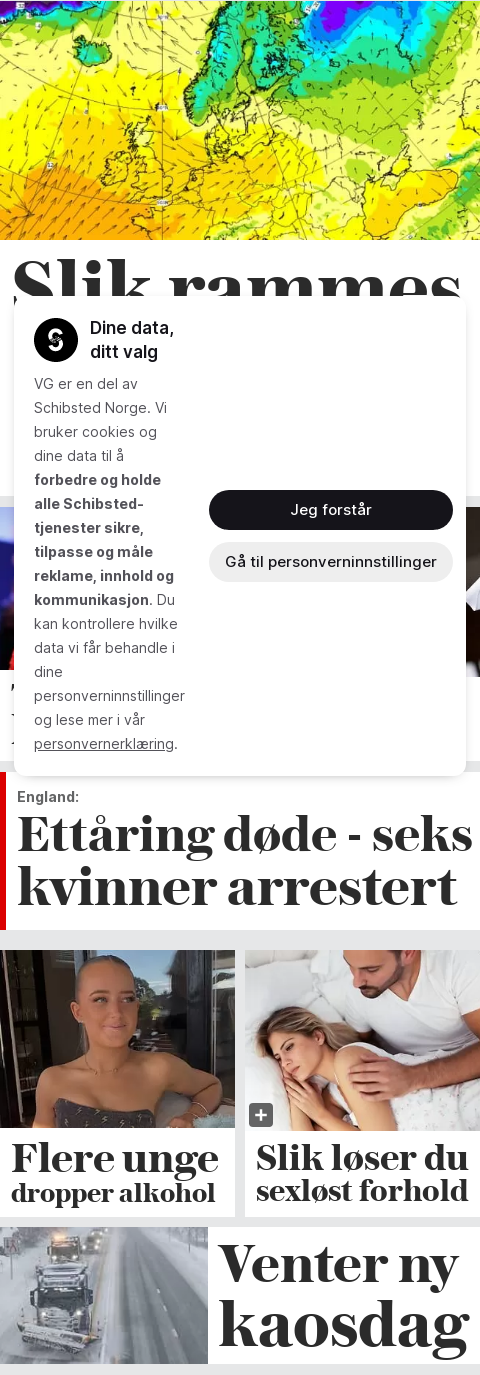 Slik rammes
Dine data,
ditt valg
VG er en del av
Schibsted Norge. Vi
bruker cookies og
dine data til å
forbedre og holde
alle Schibsted-
tjenester sikre,
tilpasse og måle
reklame, innhold og
kommunikasjon. Du
kan kontrollere hvilke
data vi får behandle i
dine
personverninnstillinger
og lese mer i vår
personvernerklæring.
Jeg forstår
Gå til personverninnstillinger
England:
Ettåring døde - seks
kvinner arrestert
Flere unge
dropper alkohol
Slik løser du
sexløst forhold
Venter ny
kaosdag